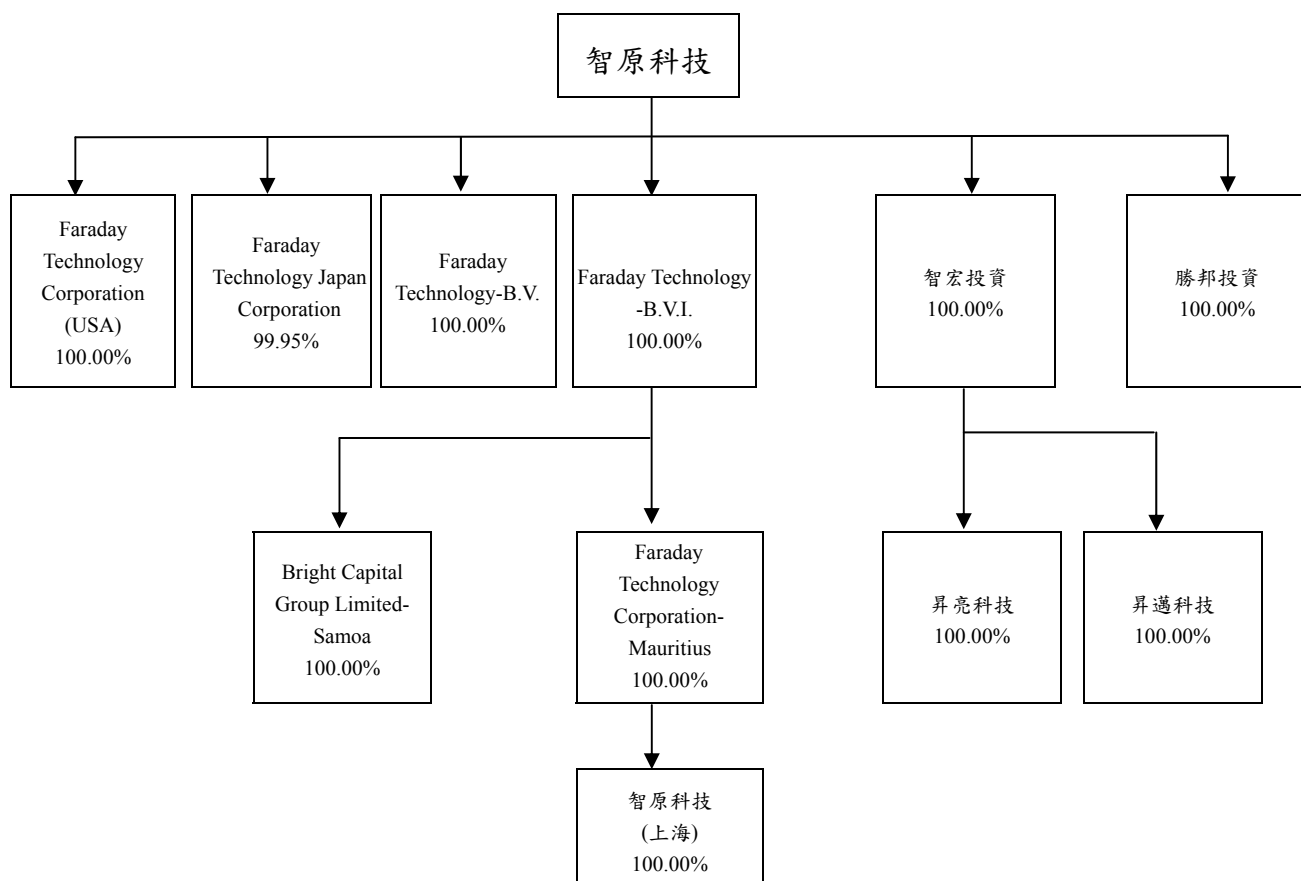 智原科技
Faraday
Technology
Corporation
(USA)
100.00%
Faraday
Technology Japan
Corporation
99.95%
Faraday
Technology-B.V.
100.00%
Faraday Technology
-B.V.I.
100.00%
智宏投資
100.00%
勝邦投資
100.00%
Bright Capital
Group Limited-
Samoa
100.00%
Faraday
Technology
Corporation-
Mauritius
100.00%
昇亮科技
100.00%
昇邁科技
100.00%
智原科技
(上海)
100.00%